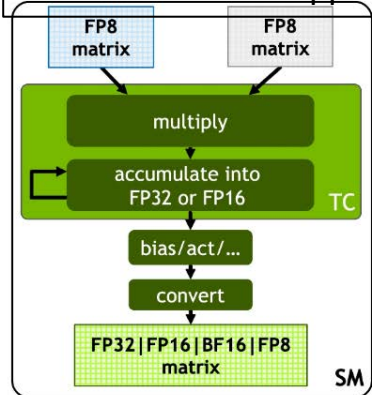 FP8
matrix
FP8
matrix
multiply
accumulate into
FP32 or FP16
TC
bias/act/...
convert
FP32|FP16|BF16|FP8
matrix
SM